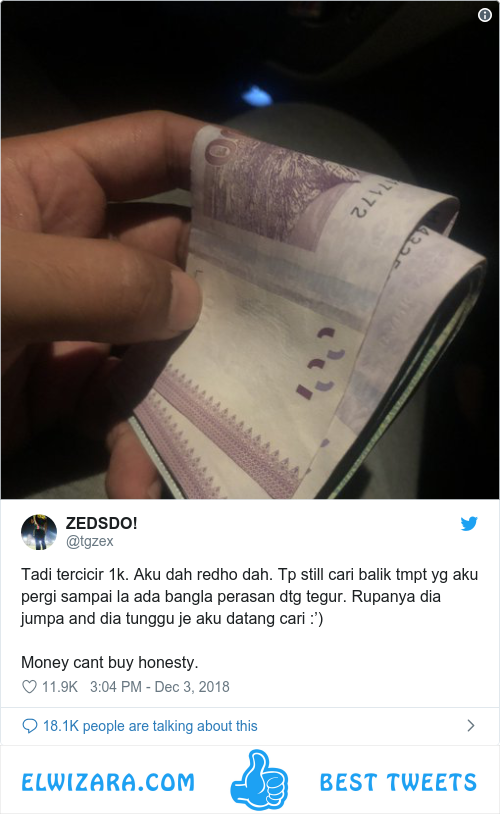 ZEDSDO!
@tgzex
Tadi tercicir 1k. Aku dah redho dah. Tp still cari balik tmpt yg aku
pergi sampai la ada bangla perasan dtg tegur. Rupanya dia
jumpa and dia tunggu je aku datang cari :')
Money cant buy honesty.
11.9K 3:04 PM - Dec 3, 2018
18.1K people are talking about this
ELWIZARA.COM BEST TWEETS